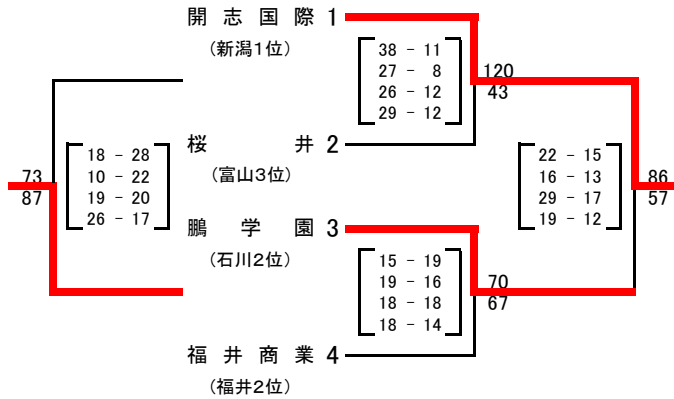 開志国際 1
(新潟1位)
38 - 11
27 - 8
26 - 12
29 - 12
120
43
桜井 2
(富山3位)
18 - 28
10 - 22
19 - 20
26 - 17
73
87
22 - 15
16 - 13
29 - 17
19 - 12
86
57
鵬学園 3
(石川2位)
15 - 19
19 - 16
18 - 18
18 - 14
70
67
福井商業 4
(福井2位)